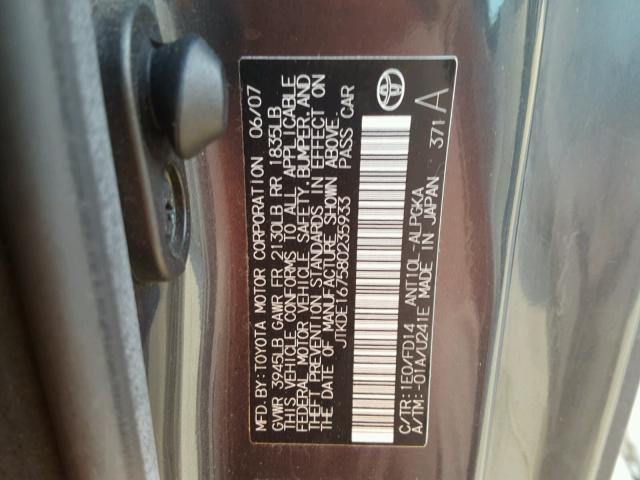 MFD.BY: TOYOTA MOTOR CORPORATION 06/07
GVWR 3945LB GAWR FR 2130LB RR 1835LB
THIS VEHICLE CONFORMS TO ALL APPLICABLE
FEDERAL MOTOR VEHICLE SAFETY, BUMPER, AND
THEFT PREVENTION STANDARDS IN EFFECT ON
THE DATE OF MANUFACTURE SHOWN ABOVE.
JTKDE167580235933 PASS CAR
C/TR: 1E0/FD14 ANT10L-ALPGKA
A/TM: -01A/U241E MADE IN JAPAN 371 A